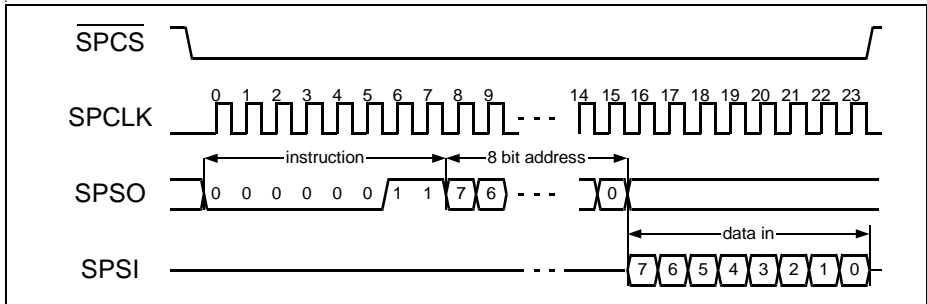 SPCS
SPCLK 0 1 2 3 4 5 6 7 8 9 14 15 16 17 18 19 20 21 22 23
instruction 8 bit address
SPSO 0 0 0 0 0 0 1 1 7 6 0
data in
SPSI 7 6 5 4 3 2 1 0